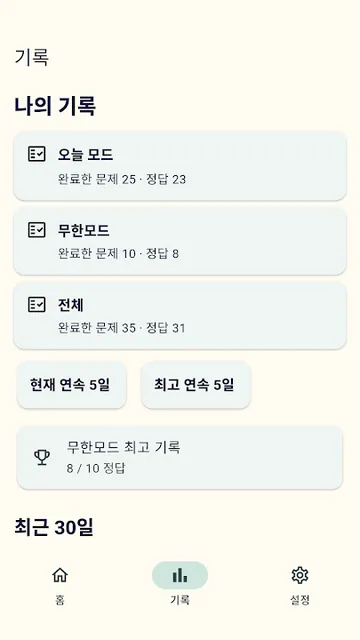 기록
나의 기록
오늘 모드
완료한 문제 25 · 정답 23
무한모드
완료한 문제 10 · 정답 8
전체
완료한 문제 35 · 정답 31
현재 연속 5일
최고 연속 5일
무한모드 최고 기록
8 / 10 정답
최근 30일
홈
기록
설정